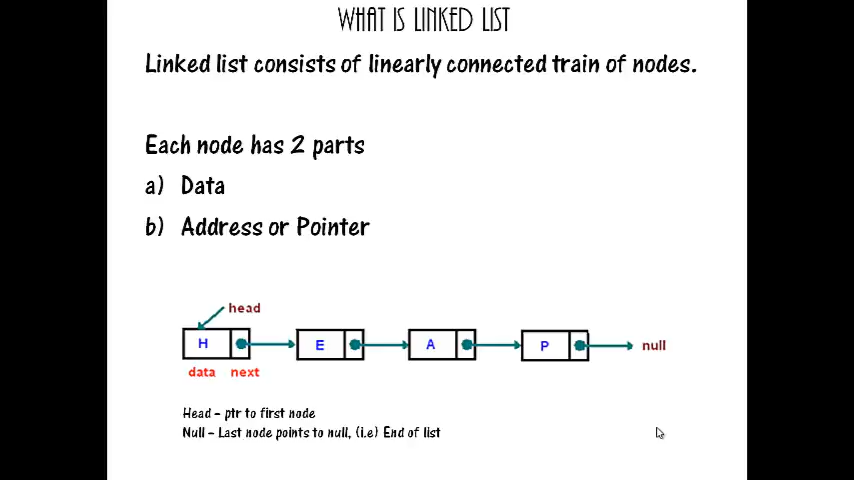 WHAT IS LINKED LIST
Linked list consists of linearly connected train of nodes.
Each node has 2 parts
a) Data
b) Address or Pointer
head
H E A P null
data next
Head - ptr to first node
Null - Last node points to null, (i.e) End of list